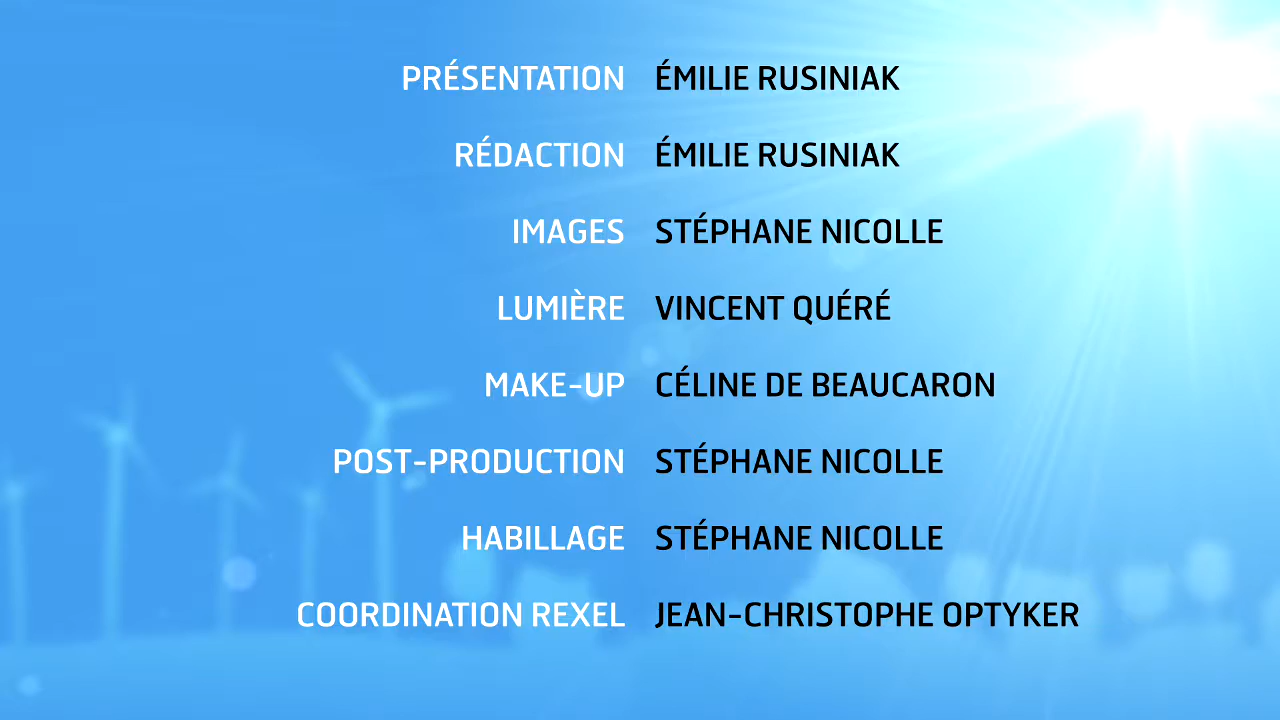 PRÉSENTATION ÉMILIE RUSINIAK
RÉDACTION ÉMILIE RUSINIAK
IMAGES STÉPHANE NICOLLE
LUMIÈRE VINCENT QUÉRÉ
MAKE-UP CÉLINE DE BEAUCARON
POST-PRODUCTION STÉPHANE NICOLLE
HABILLAGE STÉPHANE NICOLLE
COORDINATION REXEL JEAN-CHRISTOPHE OPTYKER